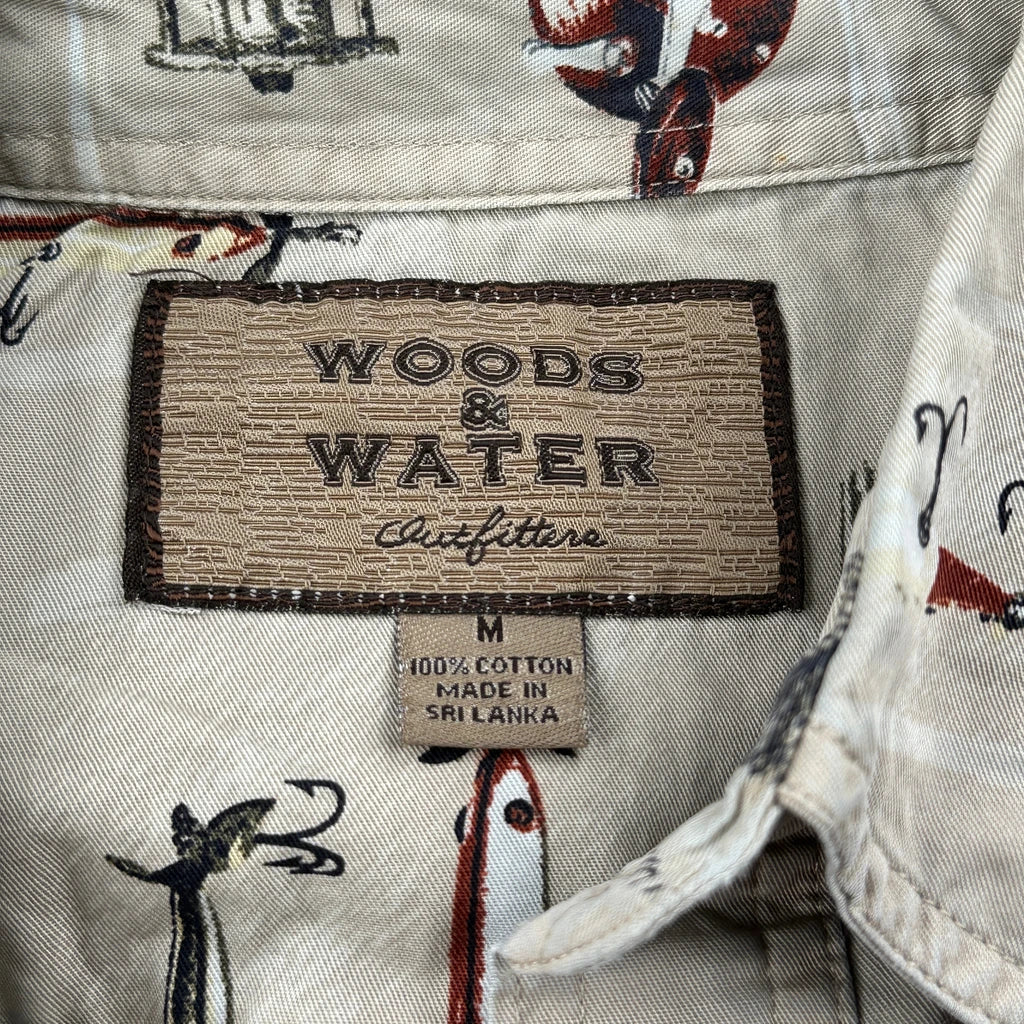 WOODS
&
WATER
Outfitters
M
100% COTTON
MADE IN
SRI LANKA